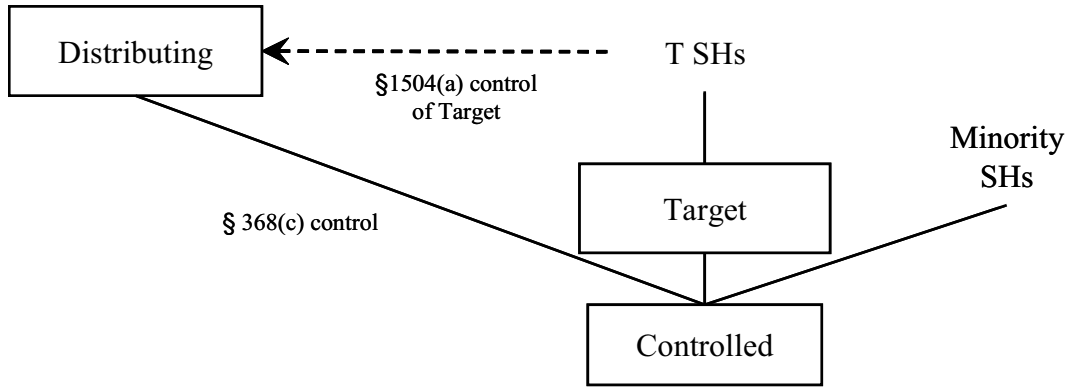 Distributing
T SHs
§1504(a) control
of Target
Minority
SHs
Target
§ 368(c) control
Controlled